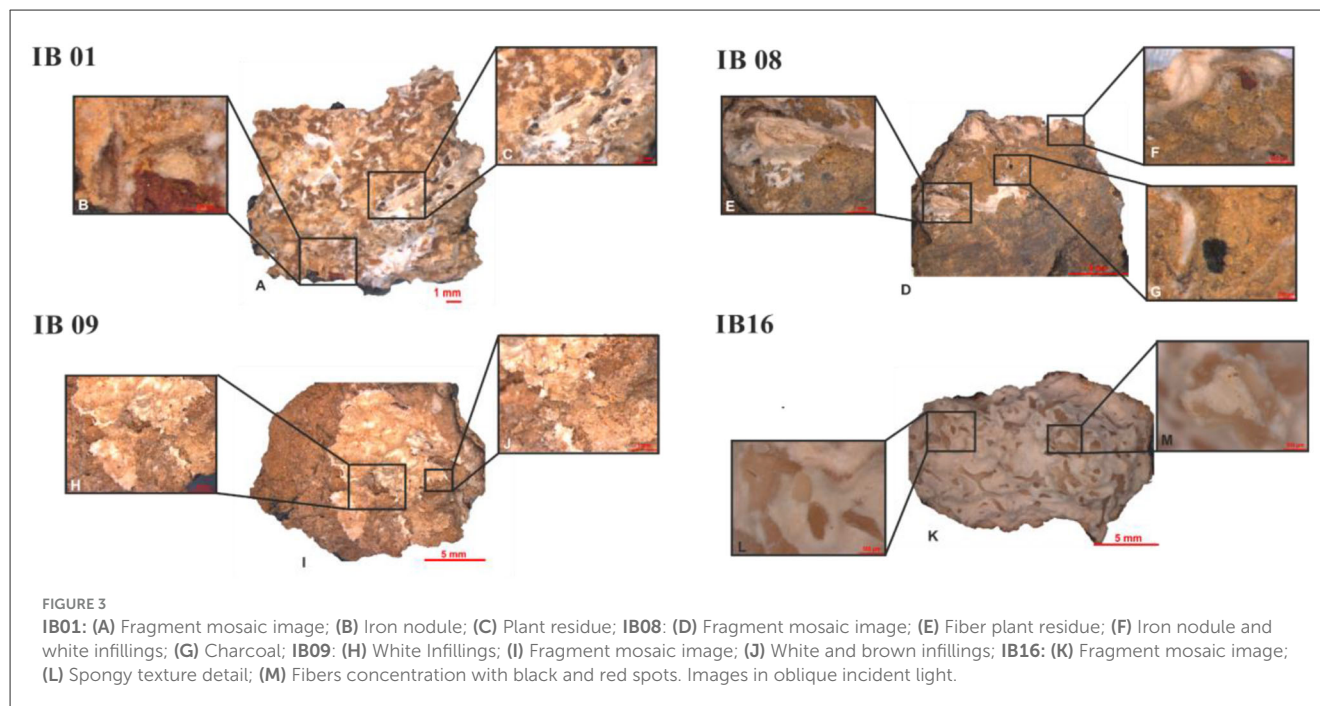 IB 01
B
C
A
1 mm
IB 08
E
F
G
D
IB 09
H
J
I
5 mm
IB16
L
M
K
5 mm
FIGURE 3
IB01: (A) Fragment mosaic image; (B) Iron nodule; (C) Plant residue; IB08: (D) Fragment mosaic image; (E) Fiber plant residue; (F) Iron nodule and
white infillings; (G) Charcoal; IB09: (H) White Infillings; (I) Fragment mosaic image; (J) White and brown infillings; IB16: (K) Fragment mosaic image;
(L) Spongy texture detail; (M) Fibers concentration with black and red spots. Images in oblique incident light.